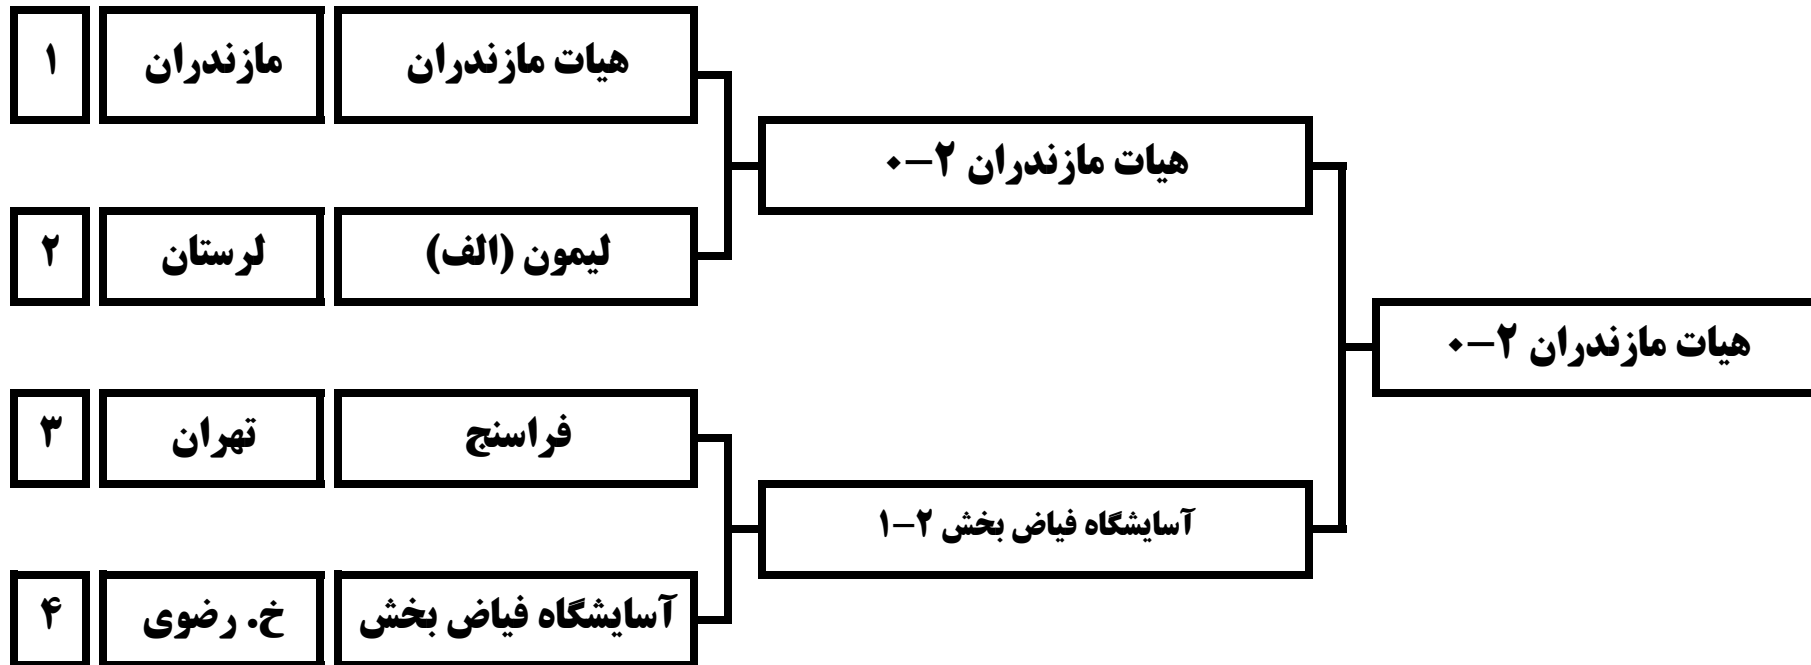 ۱ مازندران هیات مازندران
هیات مازندران ۲-۰
۲ لرستان لیمون (الف)
هیات مازندران ۲-۰
۳ تهران فراسنج
آسایشگاه فیاض بخش ۲-۱
۴ خ. رضوی آسایشگاه فیاض بخش